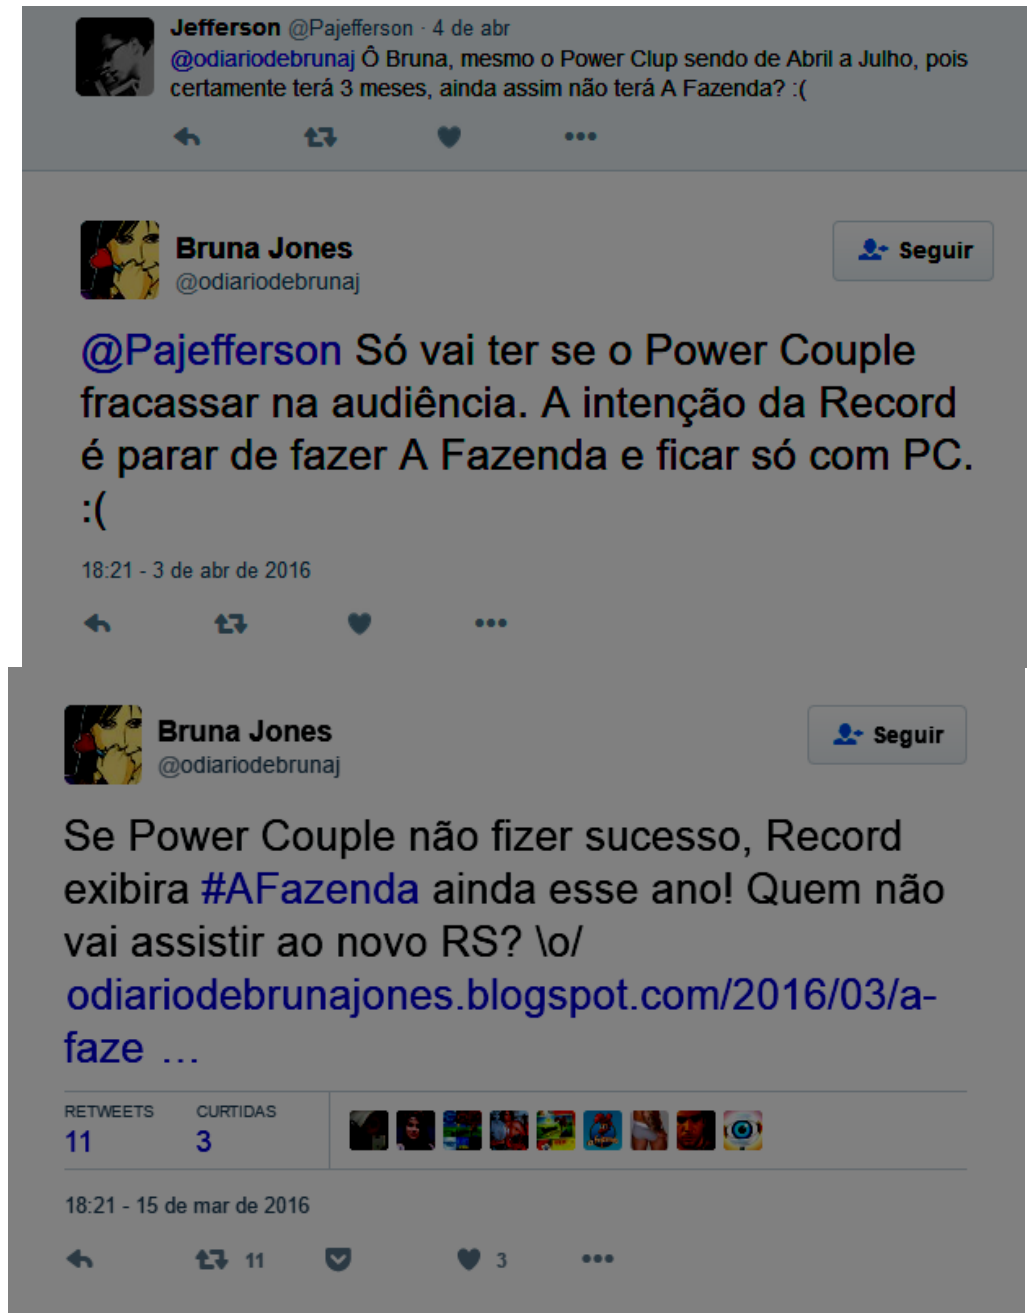 Jefferson @Pajefferson · 4 de abr
@odiariodebrunaj Ô Bruna, mesmo o Power Clup sendo de Abril a Julho, pois
certamente terá 3 meses, ainda assim não terá A Fazenda? :(
Bruna Jones
@odiariodebrunaj
Seguir
@Pajefferson Só vai ter se o Power Couple
fracassar na audiência. A intenção da Record
é parar de fazer A Fazenda e ficar só com PC.
:(
18:21 - 3 de abr de 2016
Bruna Jones
@odiariodebrunaj
Seguir
Se Power Couple não fizer sucesso, Record
exibira #AFazenda ainda esse ano! Quem não
vai assistir ao novo RS? \o/
odiariodebrunajones.blogspot.com/2016/03/a-
faze ...
RETWEETS CURTIDAS
11 3
18:21 - 15 de mar de 2016
11 3